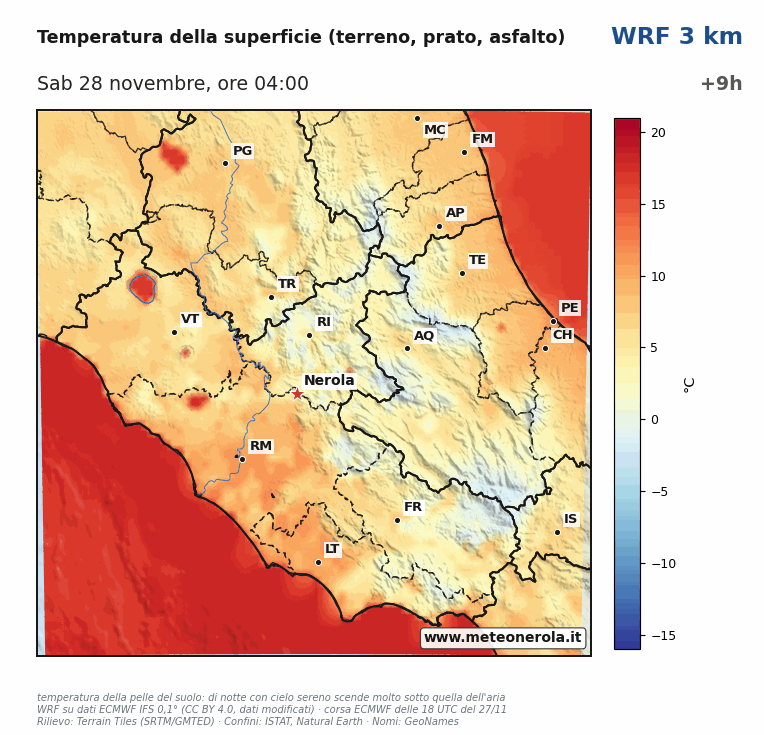 Temperatura della superficie (terreno, prato, asfalto)
WRF 3 km
Sab 28 novembre, ore 04:00
+9h
MC
FM
PG
AP
TE
TR
PE
VT
RI
AQ
CH
Nerola
RM
FR
IS
LT
www.meteonerola.it
20
15
10
5
0
−5
−10
−15
°C
temperatura della pelle del suolo: di notte con cielo sereno scende molto sotto quella dell'aria
WRF su dati ECMWF IFS 0,1° (CC BY 4.0, dati modificati) · corsa ECMWF delle 18 UTC del 27/11
Rilievo: Terrain Tiles (SRTM/GMTED) · Confini: ISTAT, Natural Earth · Nomi: GeoNames